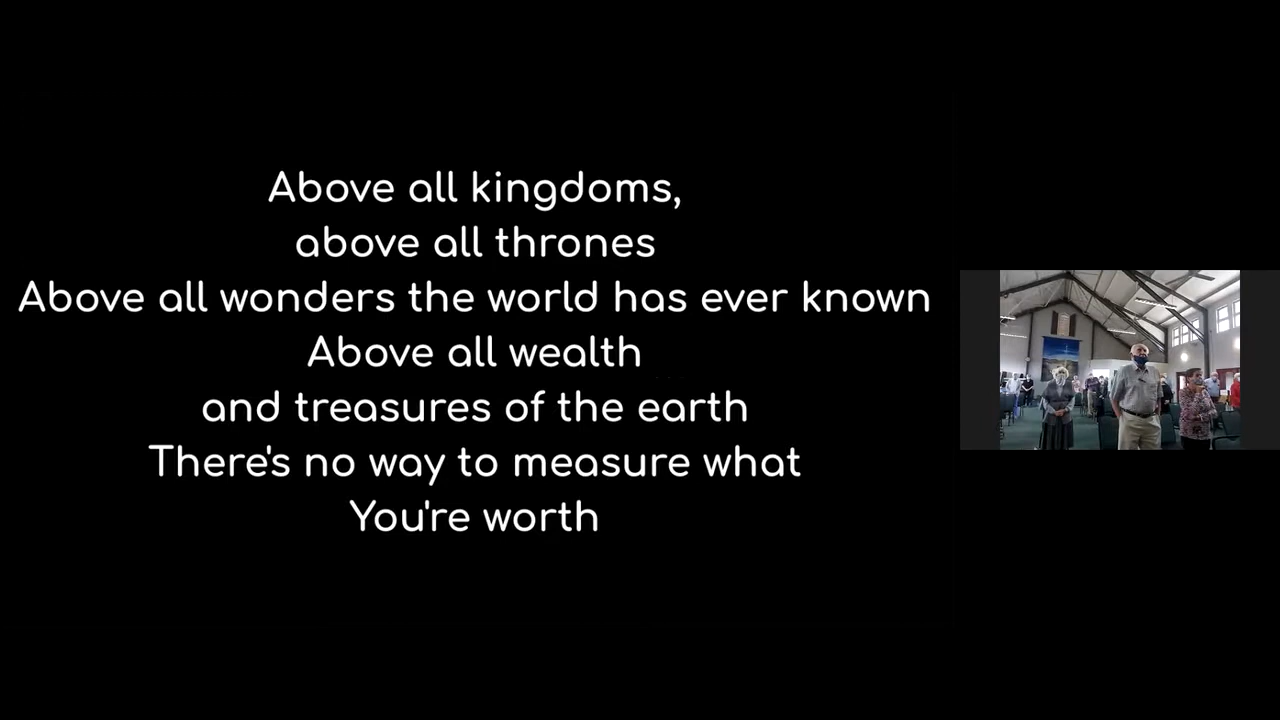 Above all kingdoms,
above all thrones
Above all wonders the world has ever known
Above all wealth
and treasures of the earth
There's no way to measure what
You're worth